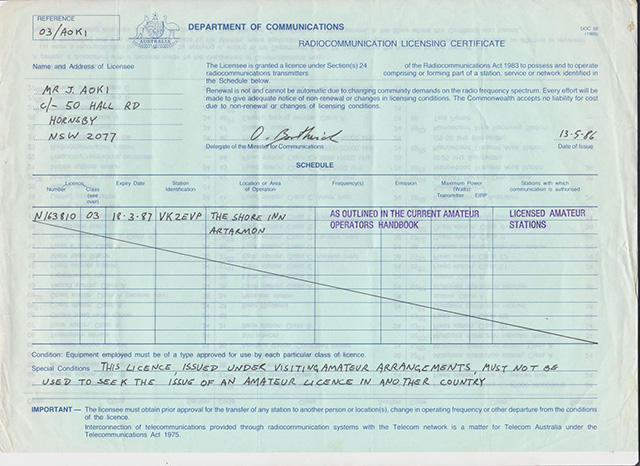 REFERENCE
03/AOKI
AUSTRALIA
DEPARTMENT OF COMMUNICATIONS
RADIOCOMMUNICATION LICENSING CERTIFICATE
Name and Address of Licensee
MR J. AOKI
C/- 50 HALL RD
HORNSBY
NSW 2077
The Licensee is granted a licence under Section(s) 24 of the Radiocommunications Act 1983 to possess and to operate
radiocommunications transmitters comprising or forming part of a station, service or network identified in
the Schedule below.
Renewal is not and cannot be automatic due to changing community demands on the radio frequency spectrum. Every effort will be
made to give adequate notice of non-renewal or changes in licensing conditions. The Commonwealth accepts no liability for cost
due to non-renewal or changes of licensing conditions.
13-5-86
Delegate of the Minister for Communications
Date of Issue
SCHEDULE
Licence Number Class (see over) Expiry Date Station Identification Location or Area of Operation Frequency(s) Emission Maximum Power (Watts) Transmitter EIRP Stations with which communication is authorised
N163810 03 18-3-87 VK2EVP THE SHORE INN AS OUTLINED IN THE CURRENT AMATEUR LICENSED AMATEUR
ARTARMON OPERATORS HANDBOOK STATIONS
Condition: Equipment employed must be of a type approved for use by each particular class of licence.
Special Conditions THIS LICENCE, ISSUED UNDER VISITING AMATEUR ARRANGEMENTS, MUST NOT BE
USED TO SEEK THE ISSUE OF AN AMATEUR LICENCE IN ANOTHER COUNTRY
IMPORTANT — The licensee must obtain prior approval for the transfer of any station to another person or location(s), change in operating frequency or other departure from the conditions
of the licence.
Interconnection of telecommunications provided through radiocommunication systems with the Telecom network is a matter for Telecom Australia under the
Telecommunications Act 1975.